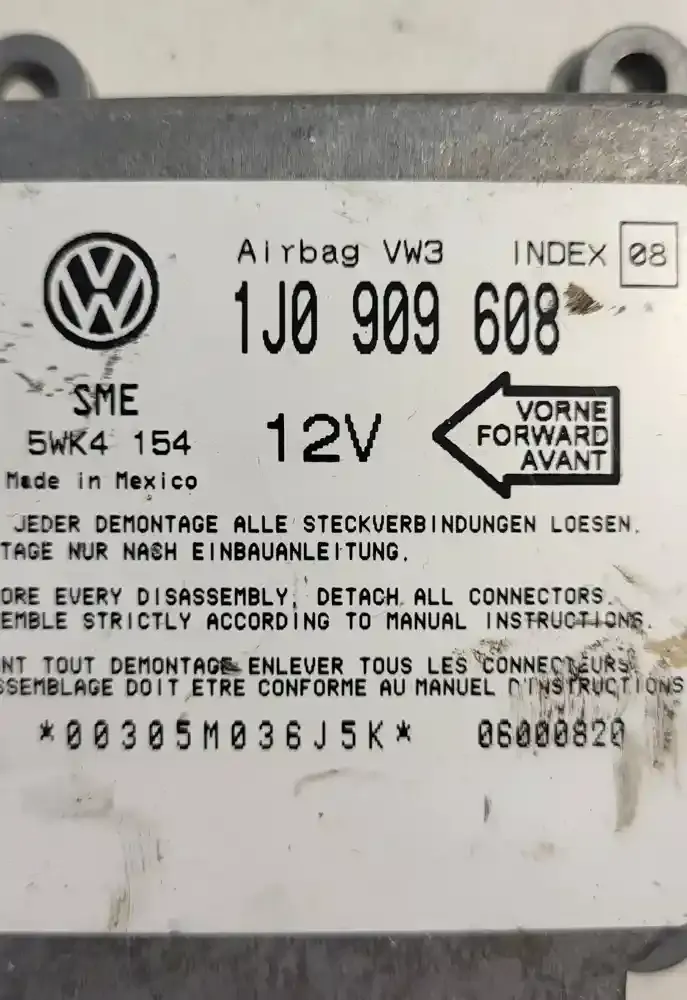 Airbag VW3 INDEX 08
1J0 909 608
SME
5WK4 154
Made in Mexico
12V
VORNE
FORWARD
AVANT
JEDER DEMONTAGE ALLE STECKVERBINDUNGEN LOESEN.
TAGE NUR NACH EINBAUANLEITUNG.
ORE EVERY DISASSEMBLY, DETACH ALL CONNECTORS.
EMBLE STRICTLY ACCORDING TO MANUAL INSTRUCTIONS.
NT TOUT DEMONTAGE ENLEVER TOUS LES CONNECTEURS
SSEMBLAGE DOIT ETRE CONFORME AU MANUEL D'INSTRUCTIONS
*00305M036J5K* 06000820